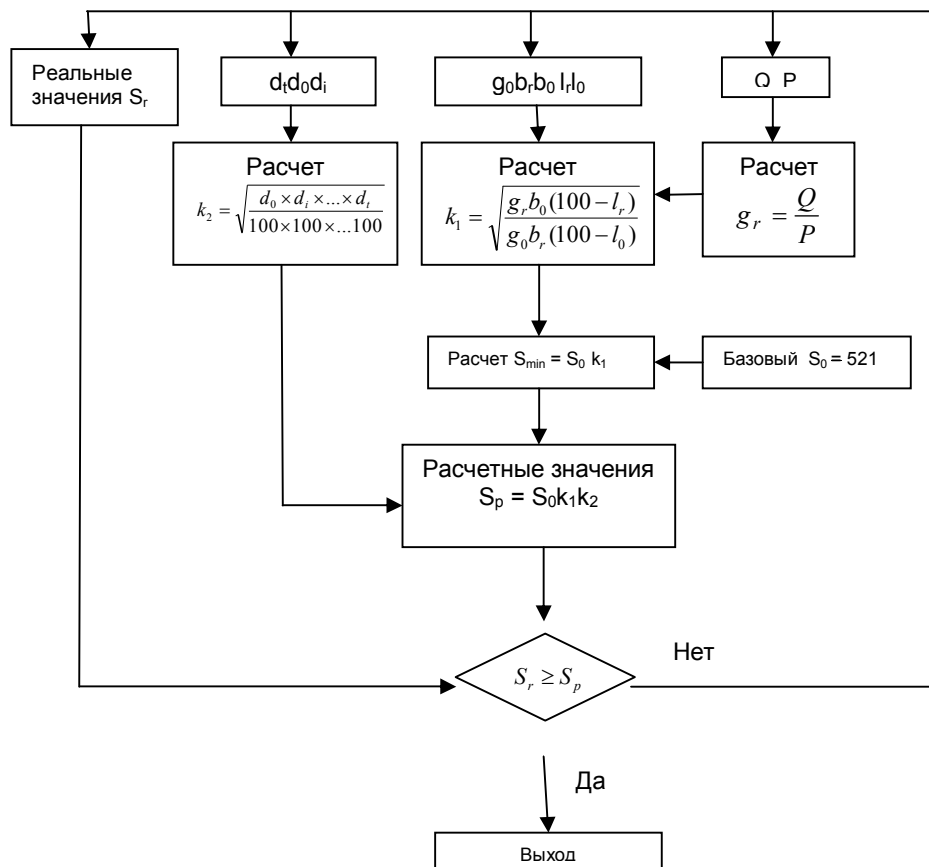 Реальные
значения Sᵣ
dₜd₀dᵢ
g₀bᵣb₀ lᵣl₀
Q P
Расчет
k₂ = √(d₀ × dᵢ × ... × dₜ / 100 × 100 × ...100)
Расчет
k₁ = √(gᵣb₀(100 − lᵣ) / g₀bᵣ(100 − l₀))
Расчет
gᵣ = Q / P
Расчет Sₘᵢₙ = S₀ k₁
Базовый S₀ = 521
Расчетные значения
Sₚ = S₀k₁k₂
Sᵣ ≥ Sₚ
Нет
Да
Выход